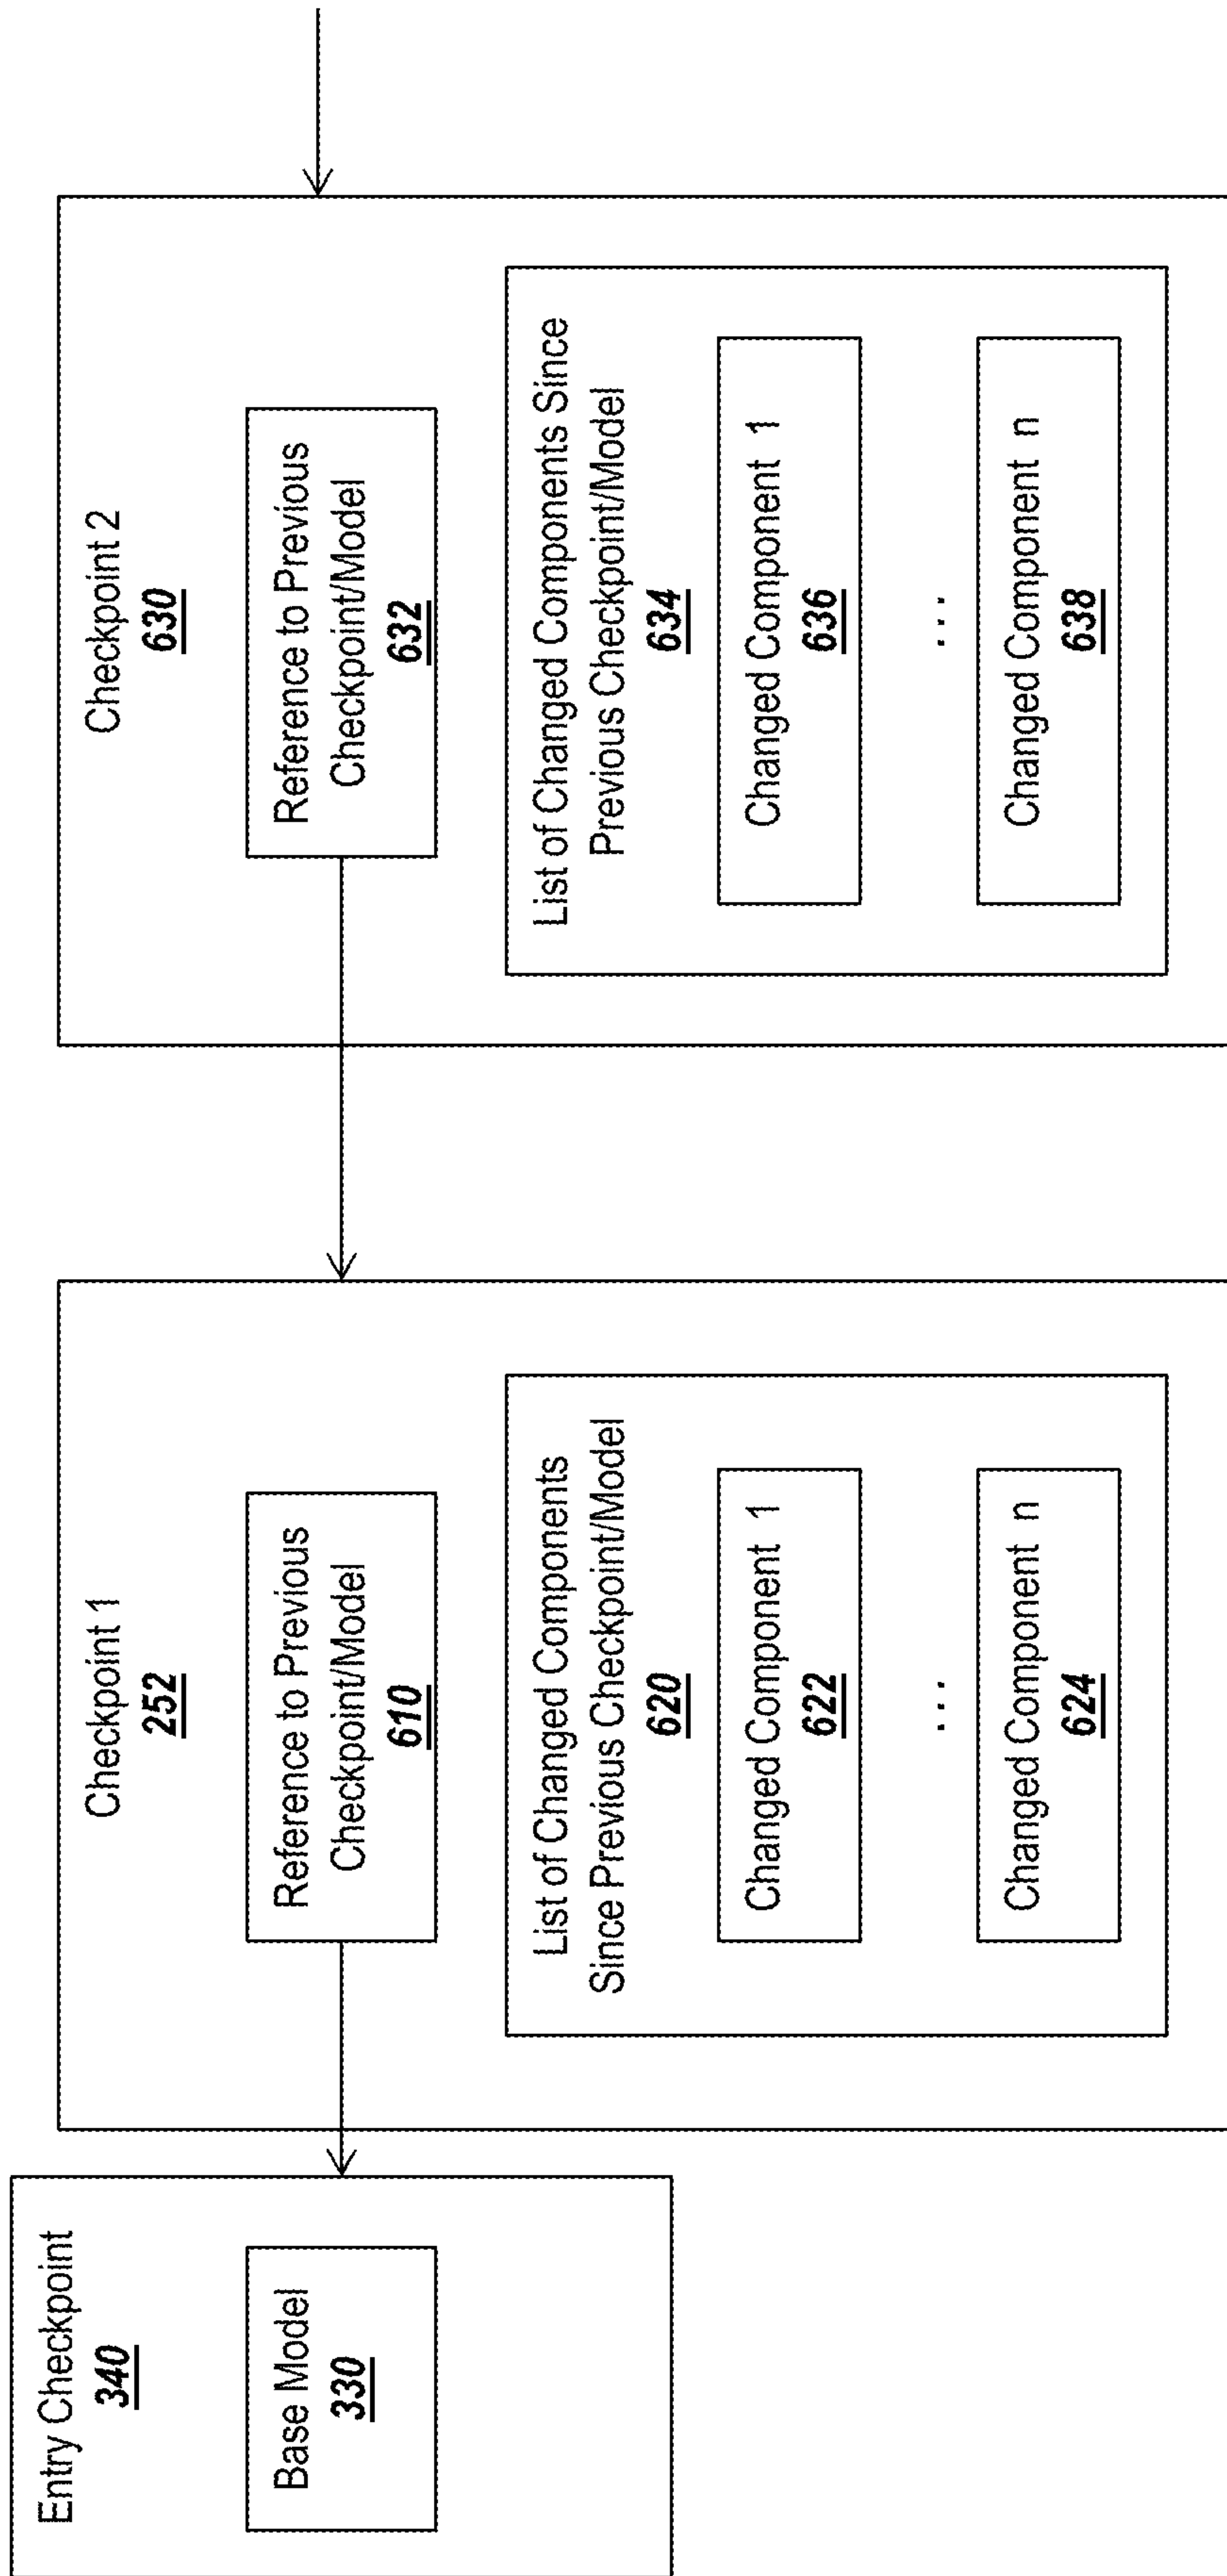 Entry Checkpoint
340
Base Model
330
Checkpoint 1
252
Reference to Previous
Checkpoint/Model
610
List of Changed Components
Since Previous Checkpoint/Model
620
Changed Component 1
622
...
Changed Component n
624
Checkpoint 2
630
Reference to Previous
Checkpoint/Model
632
List of Changed Components Since
Previous Checkpoint/Model
634
Changed Component 1
636
...
Changed Component n
638